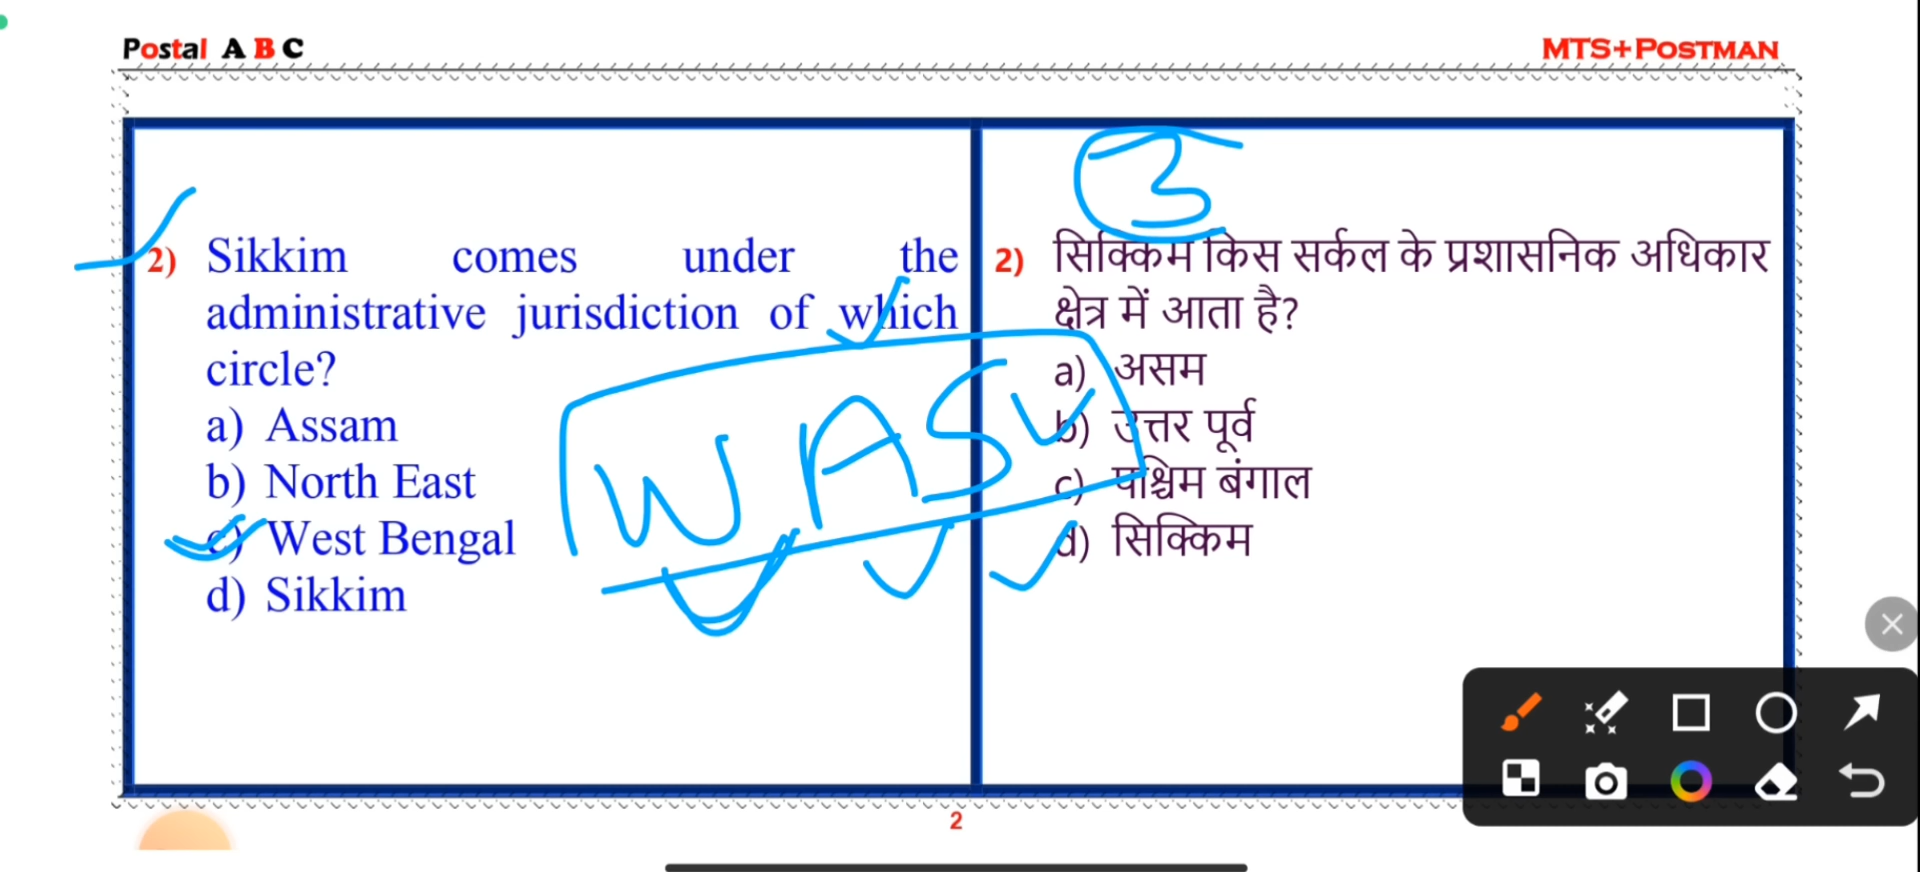 Postal A B C
MTS+POSTMAN
2) Sikkim comes under the
administrative jurisdiction of which
circle?
a) Assam
b) North East
c) West Bengal
d) Sikkim
3
2) सिक्किम किस सर्कल के प्रशासनिक अधिकार
क्षेत्र में आता है?
a) असम
b) उत्तर पूर्व
c) पश्चिम बंगाल
d) सिक्किम
W.AS
2